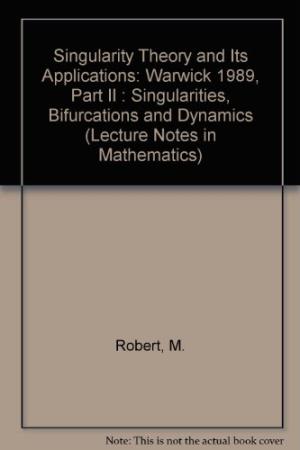 Singularity Theory and Its
Applications: Warwick 1989,
Part II : Singularities,
Bifurcations and Dynamics
(Lecture Notes in
Mathematics)
Robert, M.
Note: This is not the actual book cover